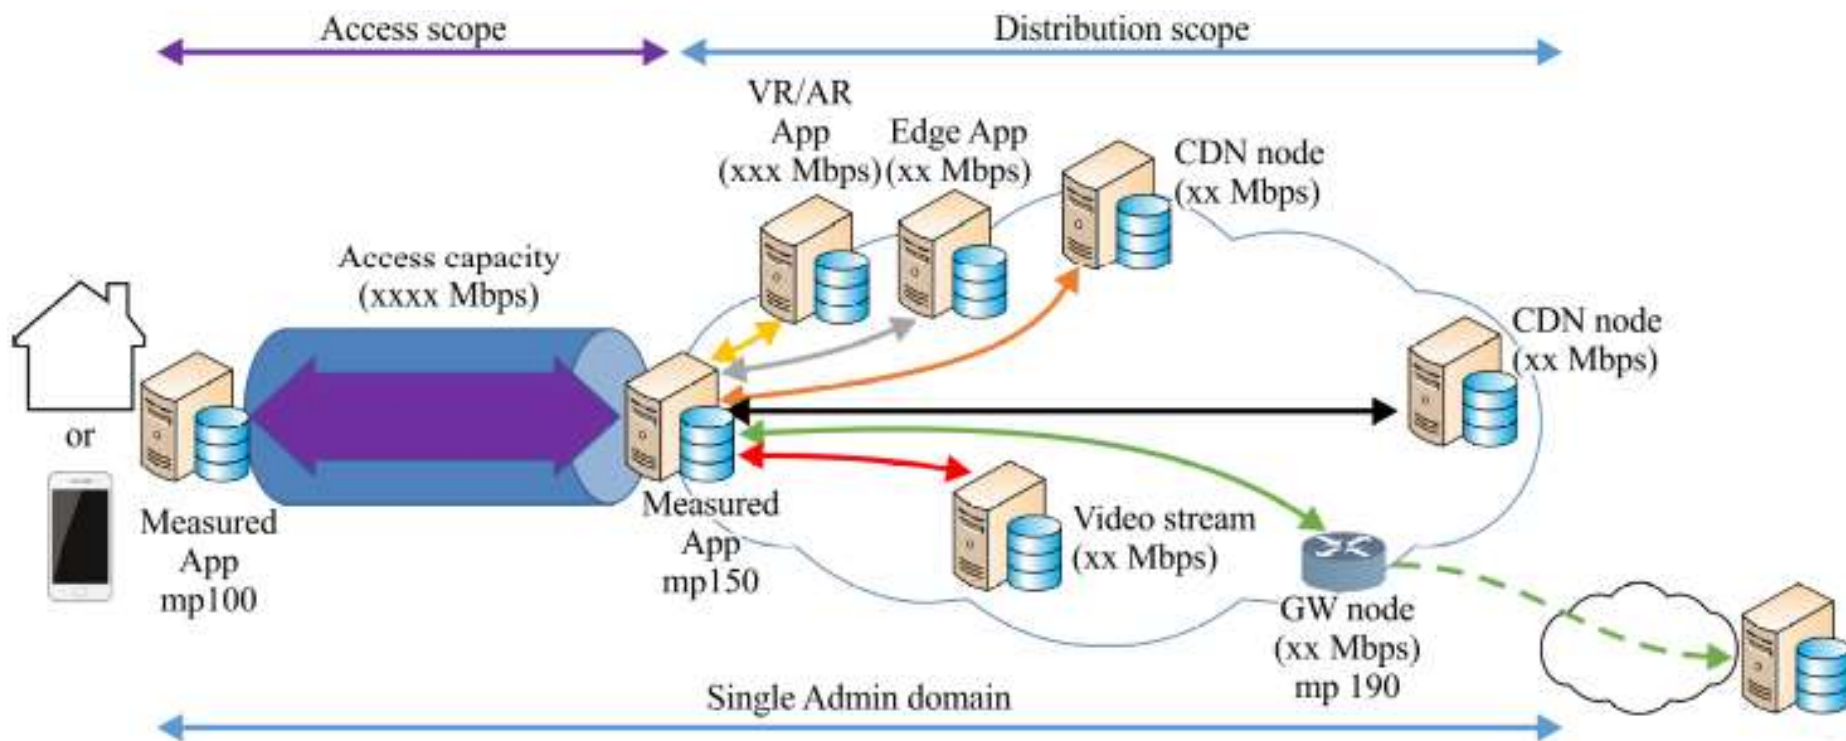 Access scope
Distribution scope
VR/AR
App
(xxx Mbps)
Edge App
(xx Mbps)
CDN node
(xx Mbps)
Access capacity
(xxxx Mbps)
CDN node
(xx Mbps)
or
Measured
App
mp100
Measured
App
mp150
Video stream
(xx Mbps)
GW node
(xx Mbps)
mp 190
Single Admin domain